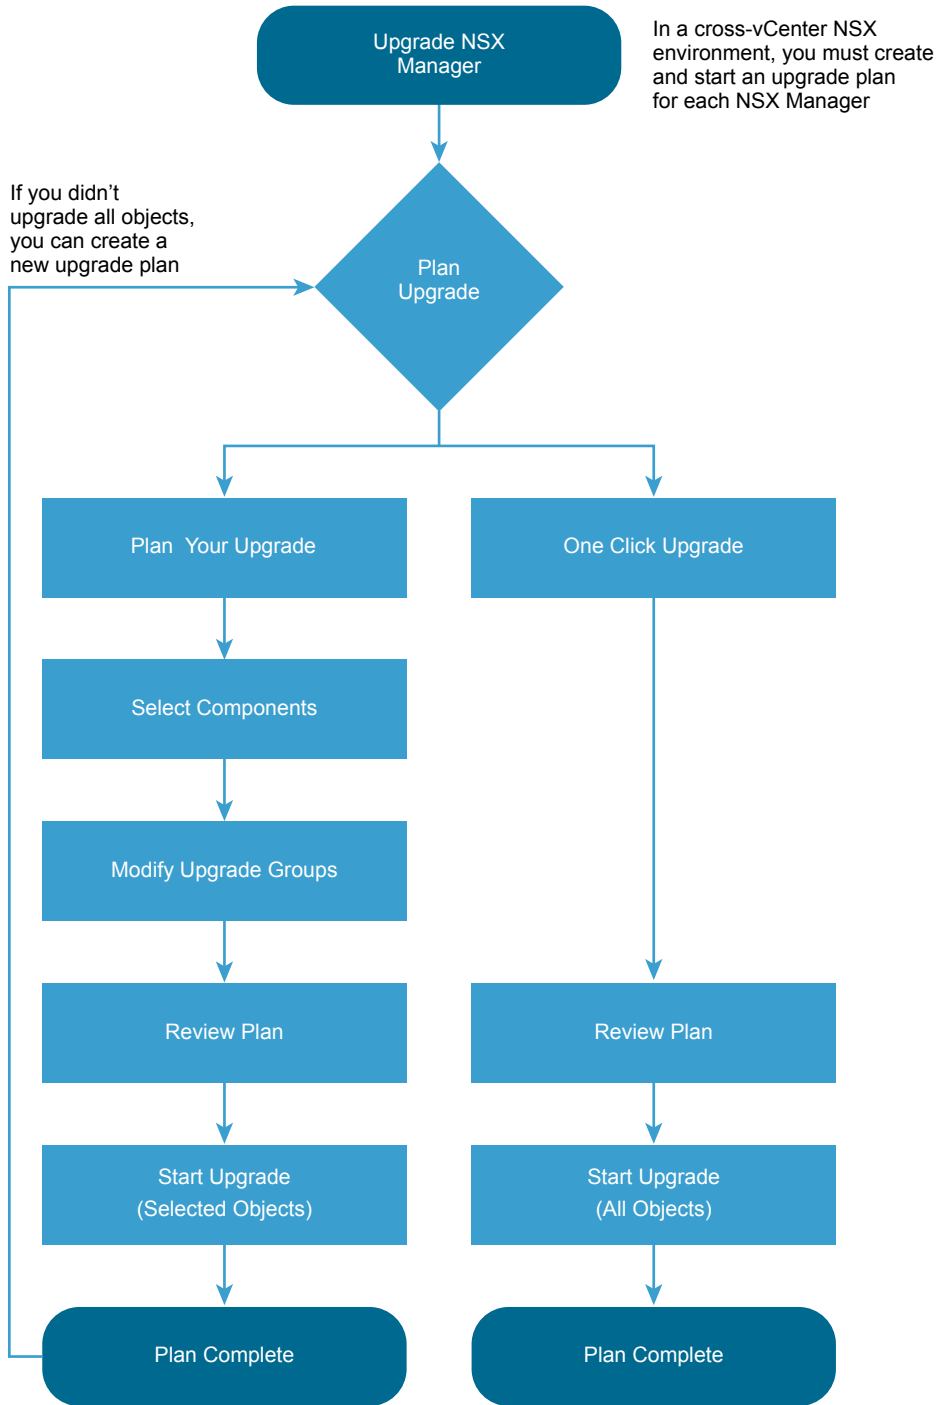 Upgrade NSX
Manager
In a cross-vCenter NSX
environment, you must create
and start an upgrade plan
for each NSX Manager
If you didn’t
upgrade all objects,
you can create a
new upgrade plan
Plan
Upgrade
Plan  Your Upgrade
One Click Upgrade
Select Components
Modify Upgrade Groups
Review Plan
Review Plan
Start Upgrade
(Selected Objects)
Start Upgrade
(All Objects)
Plan Complete
Plan Complete